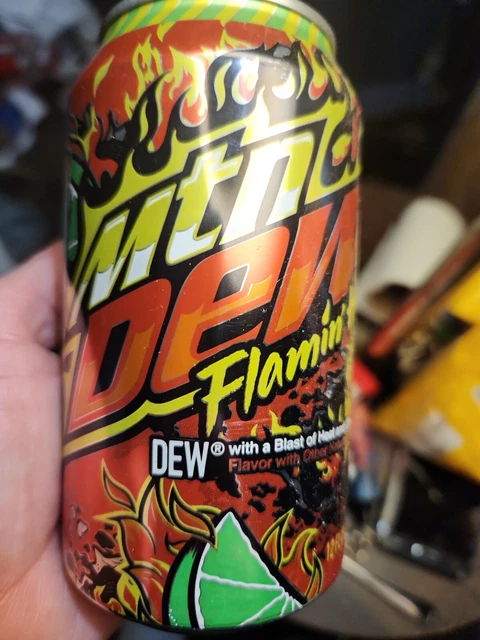 Mtn
Dew
Flamin'
DEW® with a Blast of Heat
Flavor with Other